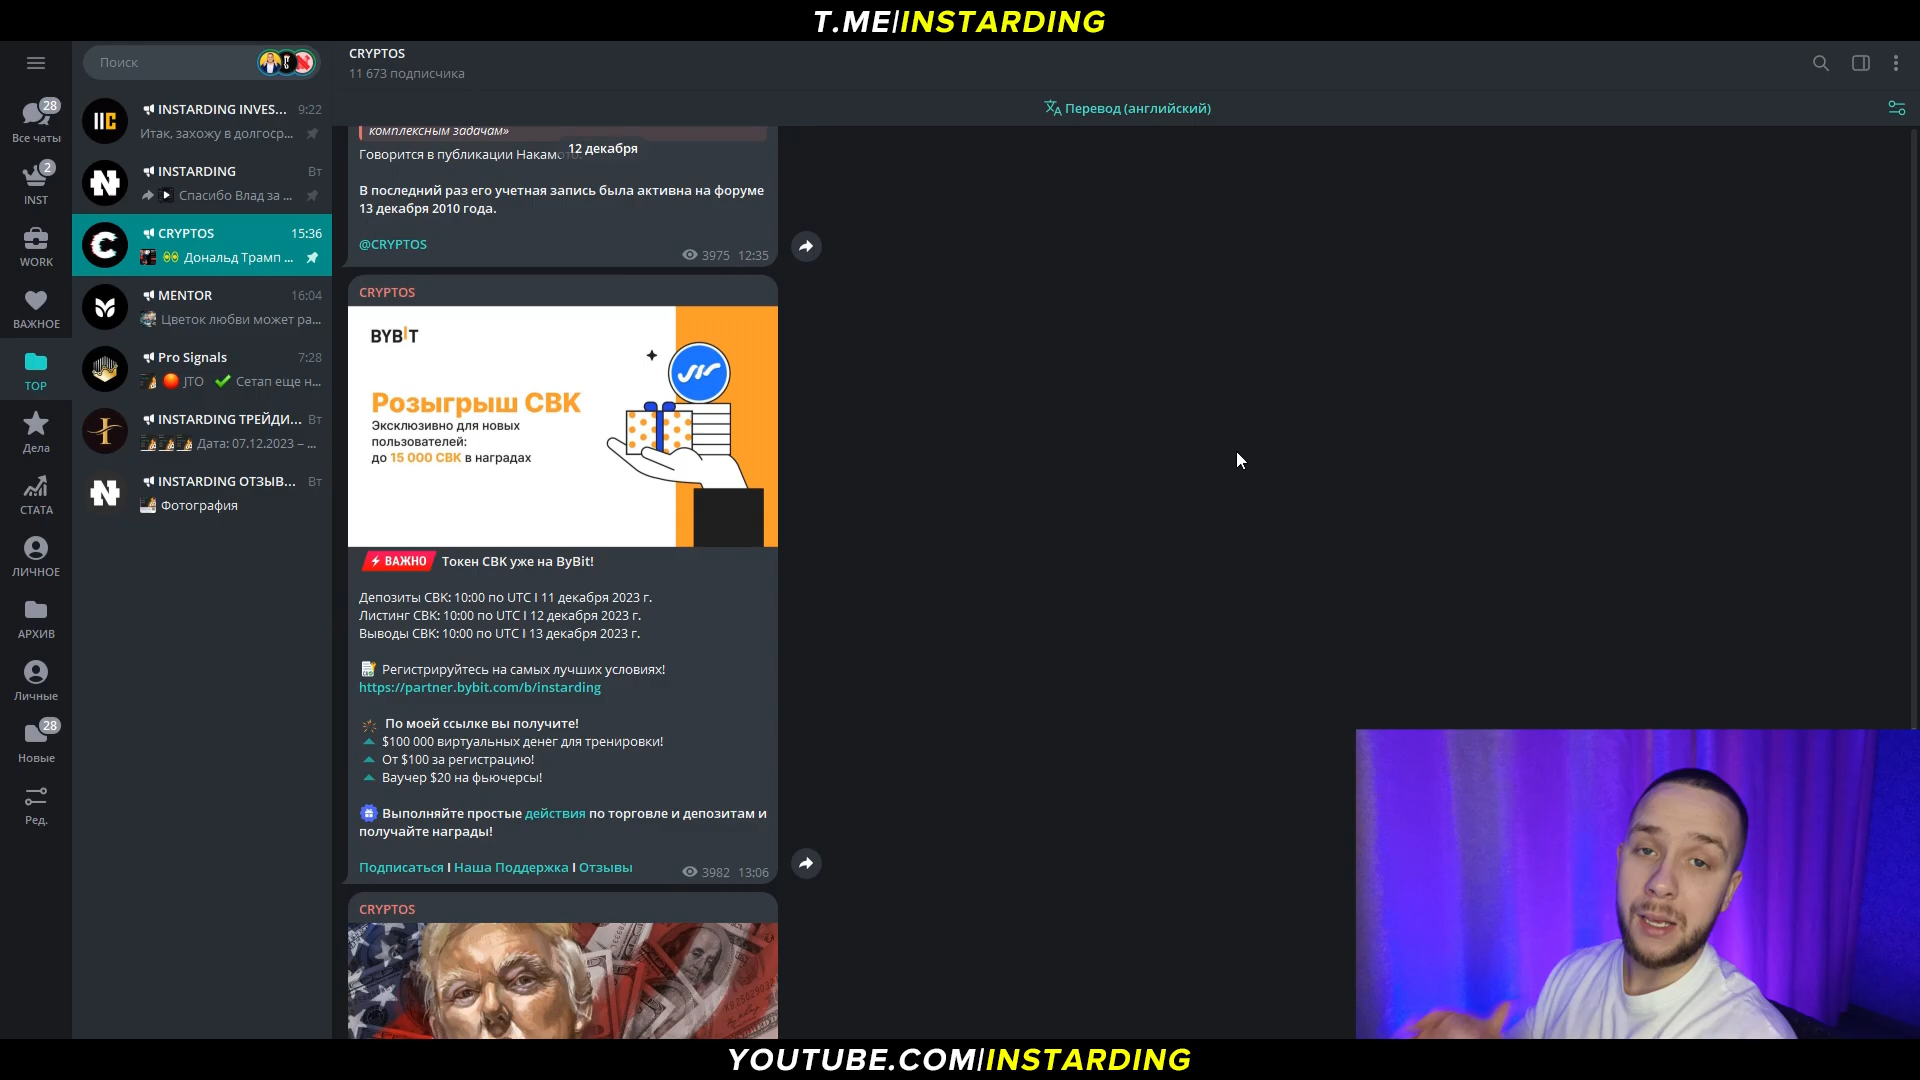 T.ME|INSTARDING
Поиск
28
Все чаты
2
INST
WORK
ВАЖНОЕ
TOP
Дела
СТАТА
ЛИЧНОЕ
АРХИВ
Личные
28
Новые
Ред.
INSTARDING INVES... 9:22
Итак, захожу в долгоср...
INSTARDING Вт
Спасибо Влад за ...
CRYPTOS 15:36
Дональд Трамп ...
MENTOR 16:04
Цветок любви может ра...
Pro Signals 7:28
JTO Сетап еще н...
INSTARDING ТРЕЙДИ... Вт
Дата: 07.12.2023 – ...
INSTARDING ОТЗЫВ... Вт
Фотография
CRYPTOS
11 673 подписчика
Перевод (английский)
комплексным задачам»
12 декабря
Говорится в публикации Накамото.
В последний раз его учетная запись была активна на форуме
13 декабря 2010 года.
@CRYPTOS
3975 12:35
CRYPTOS
BYBIT
Розыгрыш CBK
Эксклюзивно для новых
пользователей:
до 15 000 CBK в наградах
ВАЖНО Токен CBK уже на ByBit!
Депозиты CBK: 10:00 по UTC I 11 декабря 2023 г.
Листинг CBK: 10:00 по UTC I 12 декабря 2023 г.
Выводы CBK: 10:00 по UTC I 13 декабря 2023 г.
Регистрируйтесь на самых лучших условиях!
https://partner.bybit.com/b/instarding
По моей ссылке вы получите!
$100 000 виртуальных денег для тренировки!
От $100 за регистрацию!
Ваучер $20 на фьючерсы!
Выполняйте простые действия по торговле и депозитам и
получайте награды!
Подписаться I Наша Поддержка I Отзывы
3982 13:06
CRYPTOS
YOUTUBE.COM|INSTARDING